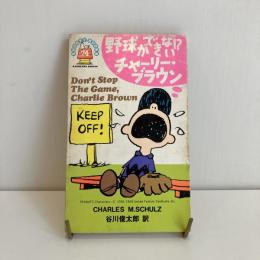 野球ができない!?
チャーリー・
ブラウン
Don't Stop
The Game,
Charlie Brown
KEEP
OFF!
CHARLES M.SCHULZ
谷川俊太郎 訳